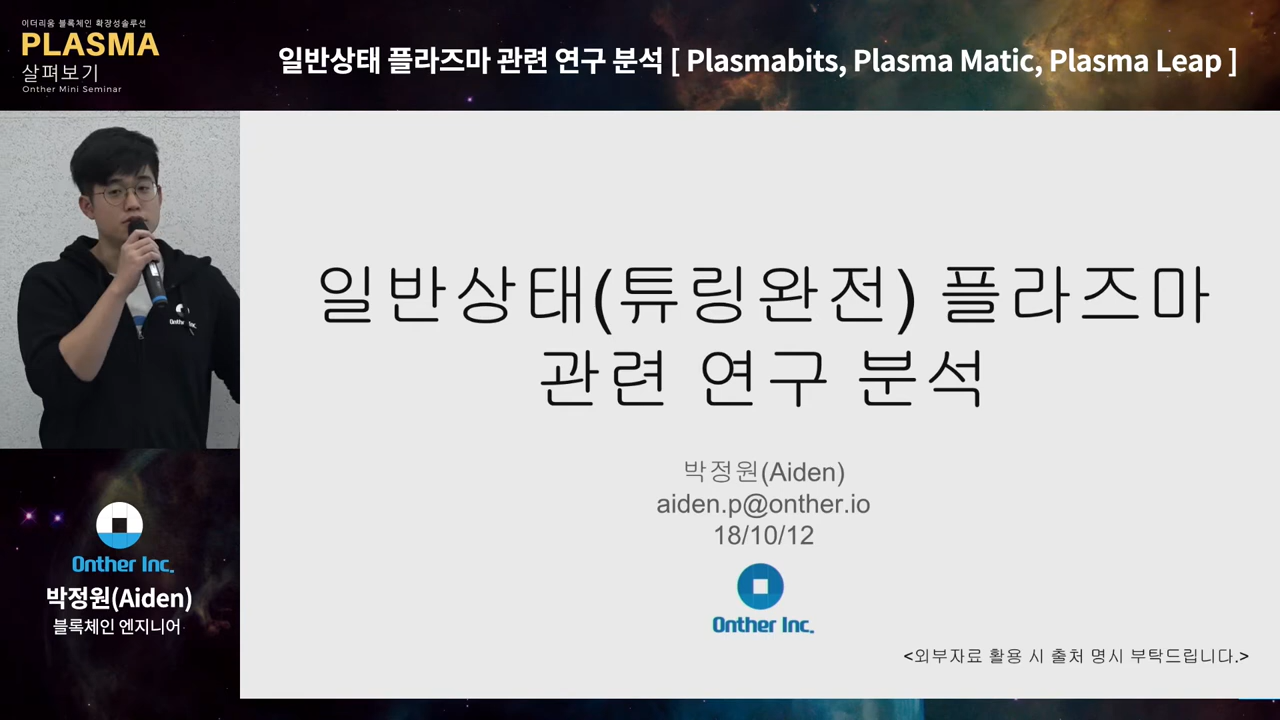 이더리움 블록체인 확장성솔루션
PLASMA
살펴보기
Onther Mini Seminar
일반상태 플라즈마 관련 연구 분석 [ Plasmabits, Plasma Matic, Plasma Leap ]
Onther Inc.
Onther Inc.
박정원(Aiden)
블록체인 엔지니어
일반상태(튜링완전) 플라즈마
관련 연구 분석
박정원(Aiden)
aiden.p@onther.io
18/10/12
Onther Inc.
<외부자료 활용 시 출처 명시 부탁드립니다.>